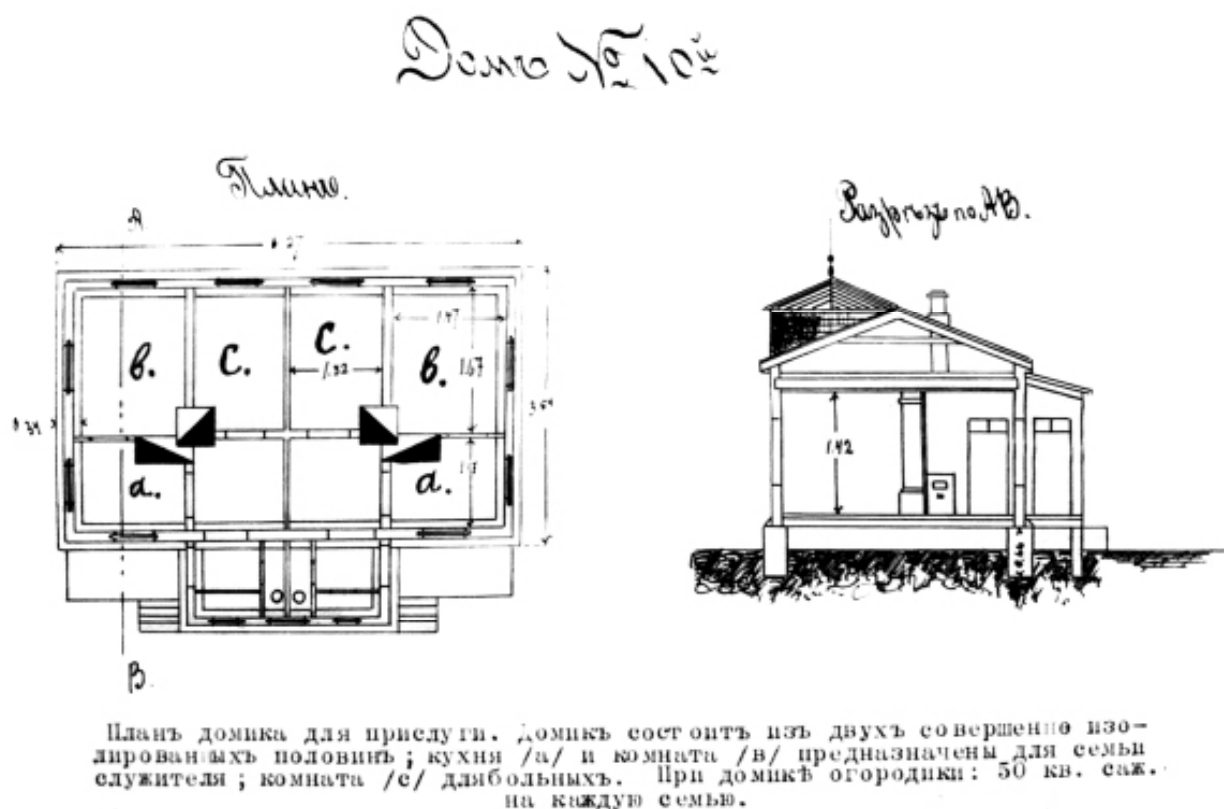 Домъ № 10й
Планъ.
Разрѣзъ по АВ.
А
1.47
в.
С.
С.
1.32
1.67
в.
а.
а.
1.42
В.
Планъ домика для прислуги. Домикъ состоитъ изъ двухъ совершенно изо-
лированныхъ половинъ; кухня /а/ и комната /в/ предназначены для семьи
служителя; комната /с/ длябольныхъ. При домикѣ огородики: 50 кв. саж.
на каждую семью.